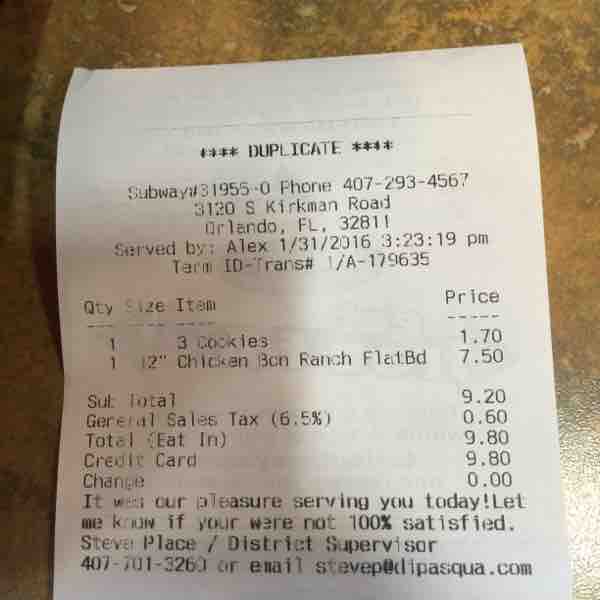 **** DUPLICATE ****
Subway#31955-0 Phone 407-293-4567
3120 S Kirkman Road
Orlando, FL, 32811
Served by: Alex 1/31/2016 3:23:19 pm
Term ID-Trans# 1/A-179635
Qty Size Item Price
--- ---- ---- -----
1 3 Cookies 1.70
1 12" Chicken Bcn Ranch FlatBd 7.50
Sub Total 9.20
General Sales Tax (6.5%) 0.60
Total (Eat In) 9.80
Credit Card 9.80
Change 0.00
It was our pleasure serving you today!Let
me know if your were not 100% satisfied.
Steve Place / District Supervisor
407-701-3260 or email stevep@dipasqua.com